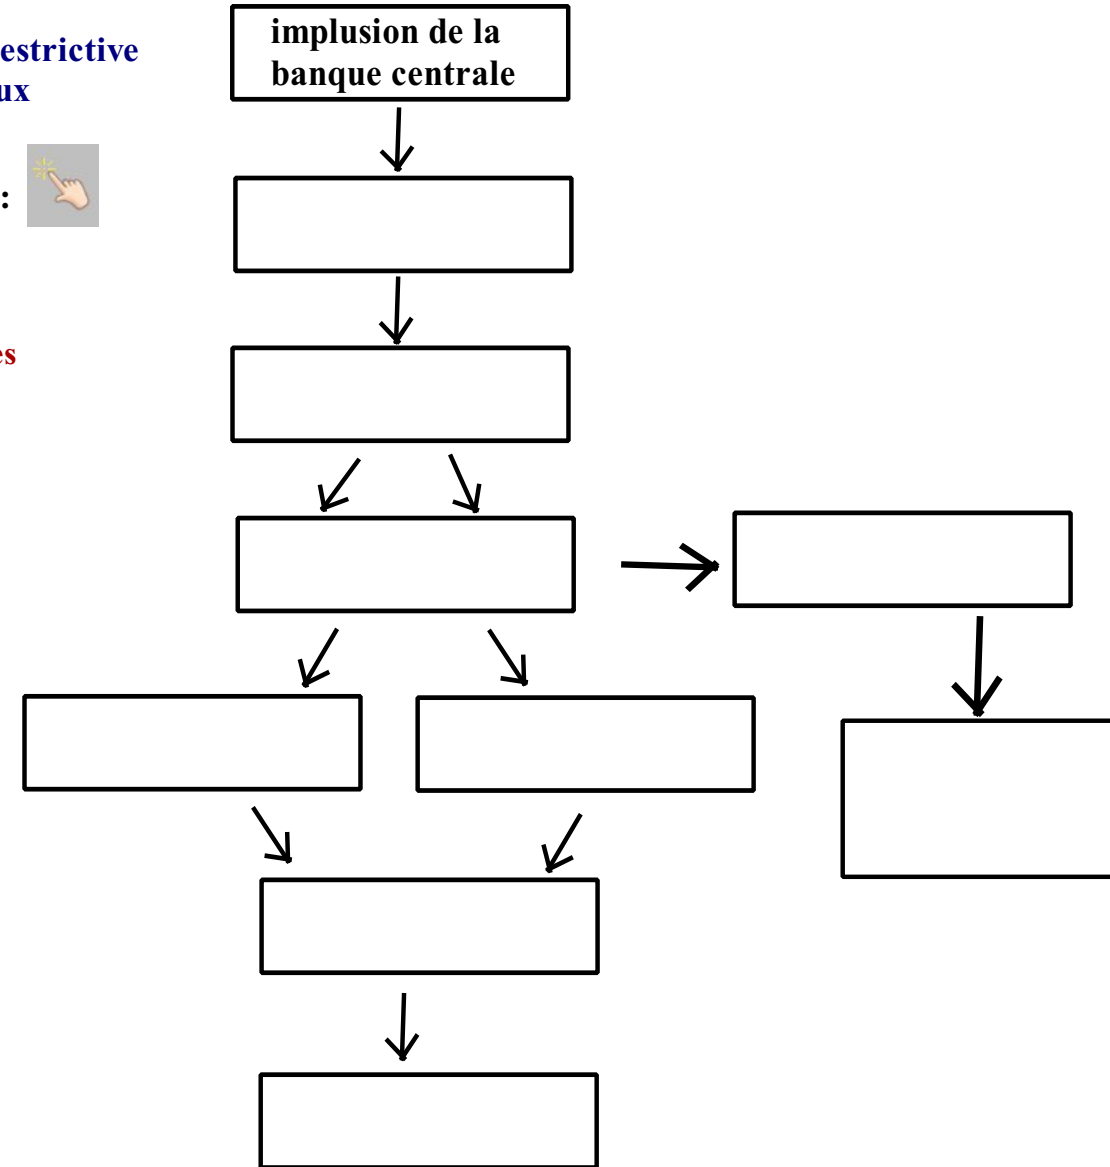 estrictive
ux
:
es
implusion de la
banque centrale